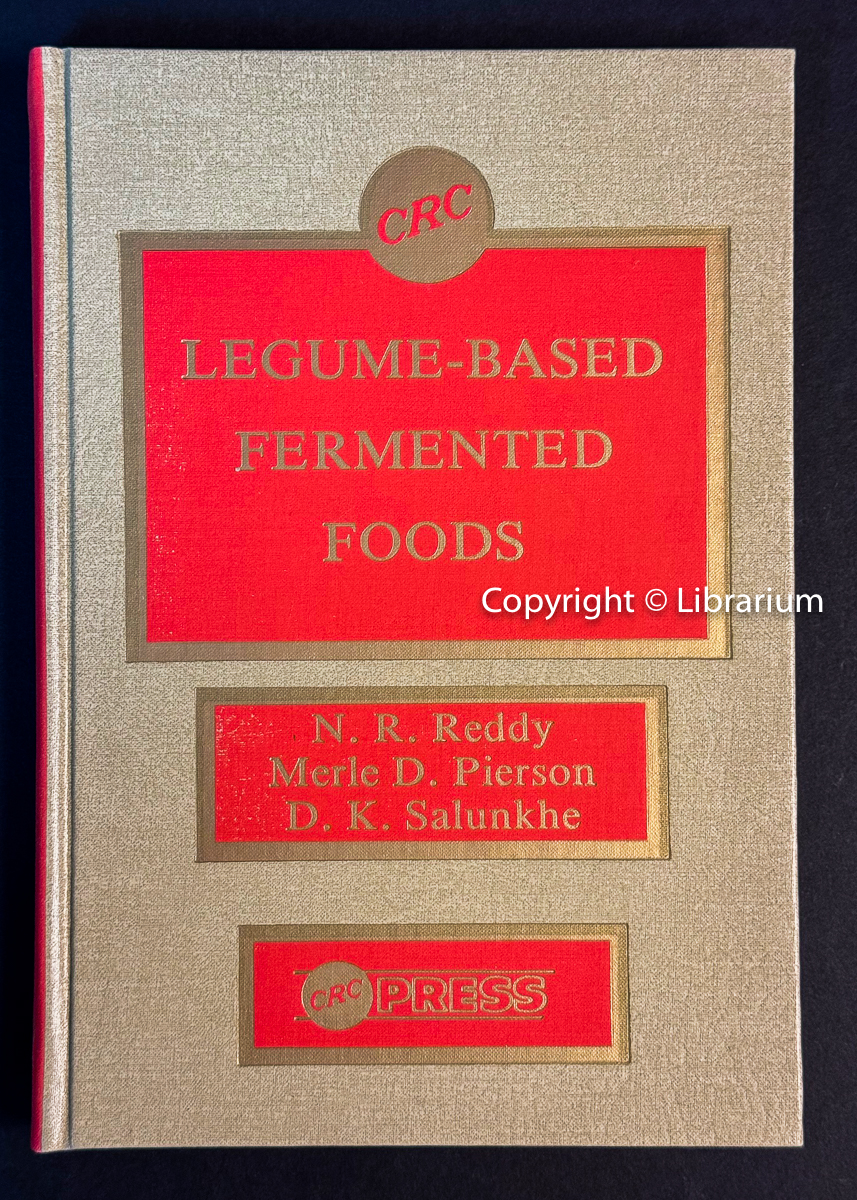 CRC
LEGUME-BASED
FERMENTED
FOODS
Copyright © Librarium
N. R. Reddy
Merle D. Pierson
D. K. Salunkhe
CRC PRESS